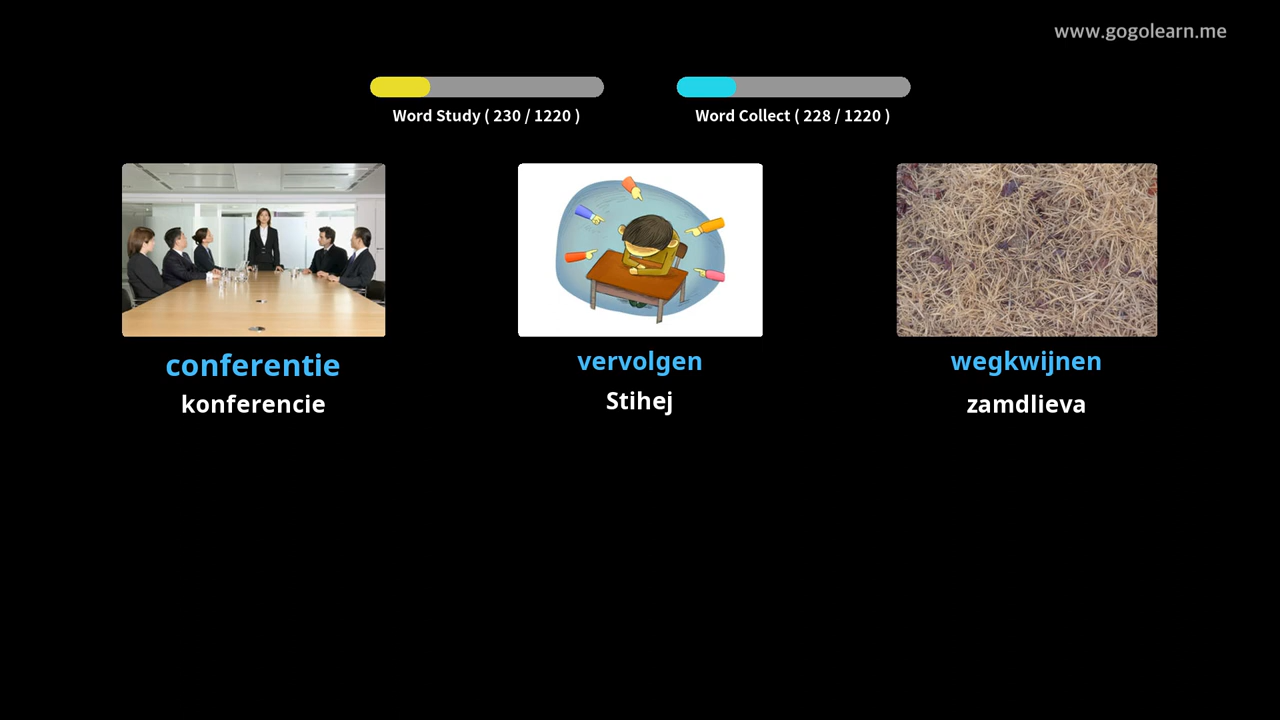 www.gogolearn.me
Word Study ( 230 / 1220 )
Word Collect ( 228 / 1220 )
conferentie
konferencie
vervolgen
Stihej
wegkwijnen
zamdlieva